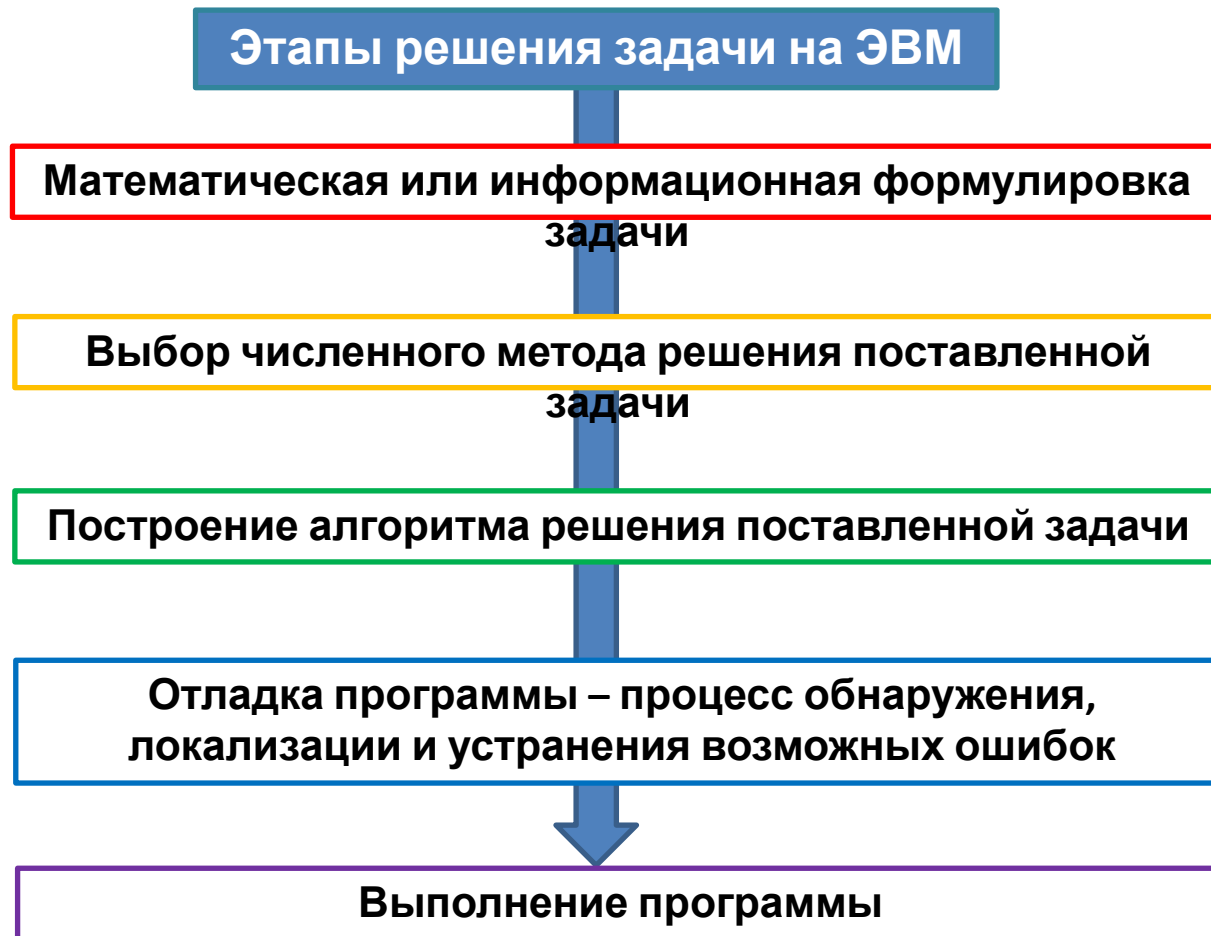 Этапы решения задачи на ЭВМ
Математическая или информационная формулировка
задачи
Выбор численного метода решения поставленной
задачи
Построение алгоритма решения поставленной задачи
Отладка программы – процесс обнаружения,
локализации и устранения возможных ошибок
Выполнение программы